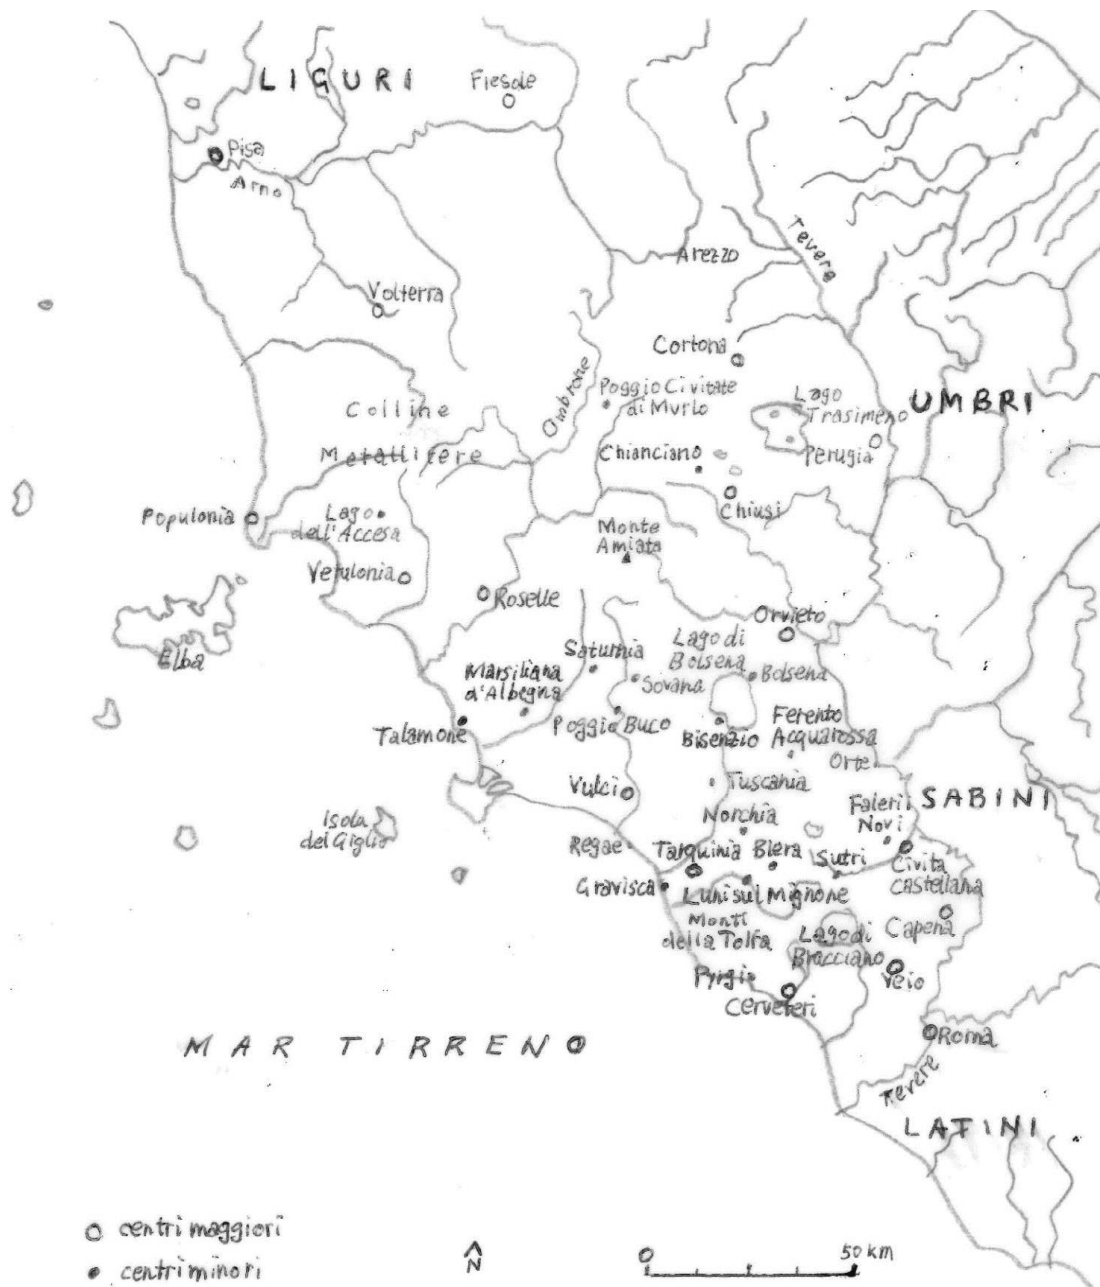 LIGURI
Fiesole
Pisa
Arno
Arezzo
Tevere
Volterra
Cortona
Ombrone
Poggio Civitate
di Murlo
Lago
Trasimeno
UMBRI
Colline
Metallifere
Chianciano
Perugia
Chiusi
Populonia
Lago
dell'Accesa
Monte
Amiata
Vetulonia
Roselle
Orvieto
Elba
Saturnia
Lago di
Bolsena
Bolsena
Sovana
Marsiliana
d'Albegna
Talamone
Poggio Buco
Bisenzio
Ferento
Acquarossa
Orte
Vulci
Tuscania
SABINI
Falerii
Novi
Norchia
Isola
del Giglio
Regae
Tarquinia
Blera
Sutri
Civita
Castellana
Gravisca
Luni sul Mignone
Monti
della Tolfa
Lago di
Bracciano
Capena
Pyrgi
Veio
Cerveteri
MAR TIRRENO
Roma
Tevere
LATINI
centri maggiori
centri minori
N
0
50 km